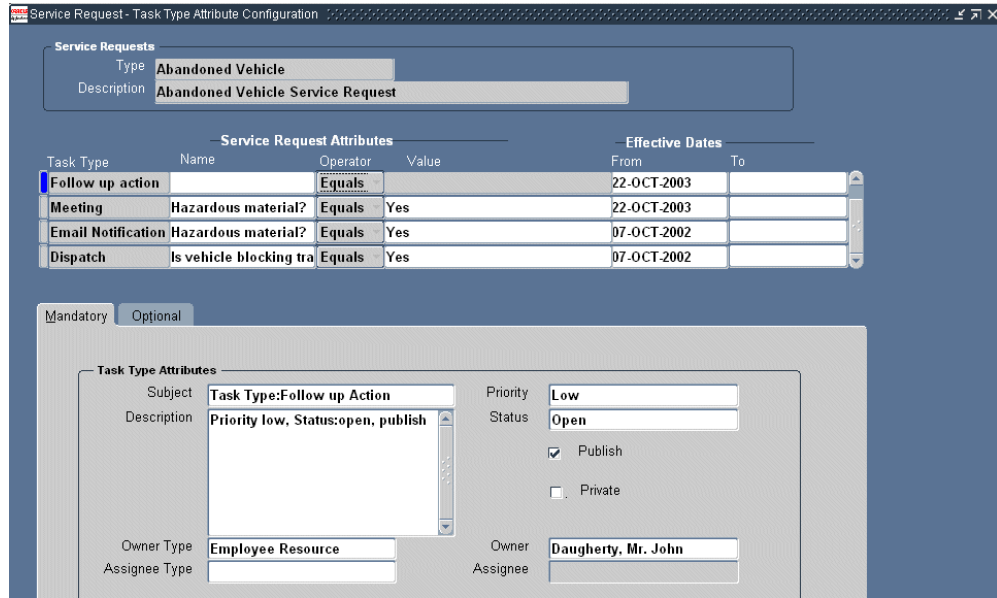 Service Request - Task Type Attribute Configuration
Service Requests
Type Abandoned Vehicle
Description Abandoned Vehicle Service Request
Service Request Attributes Effective Dates
Task Type Name Operator Value From To
Follow up action Equals 22-OCT-2003
Meeting Hazardous material? Equals Yes 22-OCT-2003
Email Notification Hazardous material? Equals Yes 07-OCT-2002
Dispatch Is vehicle blocking tra Equals Yes 07-OCT-2002
Mandatory Optional
Task Type Attributes
Subject Task Type:Follow up Action Priority Low
Description Priority low, Status:open, publish Status Open
Publish
Private
Owner Type Employee Resource Owner Daugherty, Mr. John
Assignee Type Assignee